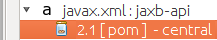 a javax.xml : jaxb-api
2.1 [pom] - central